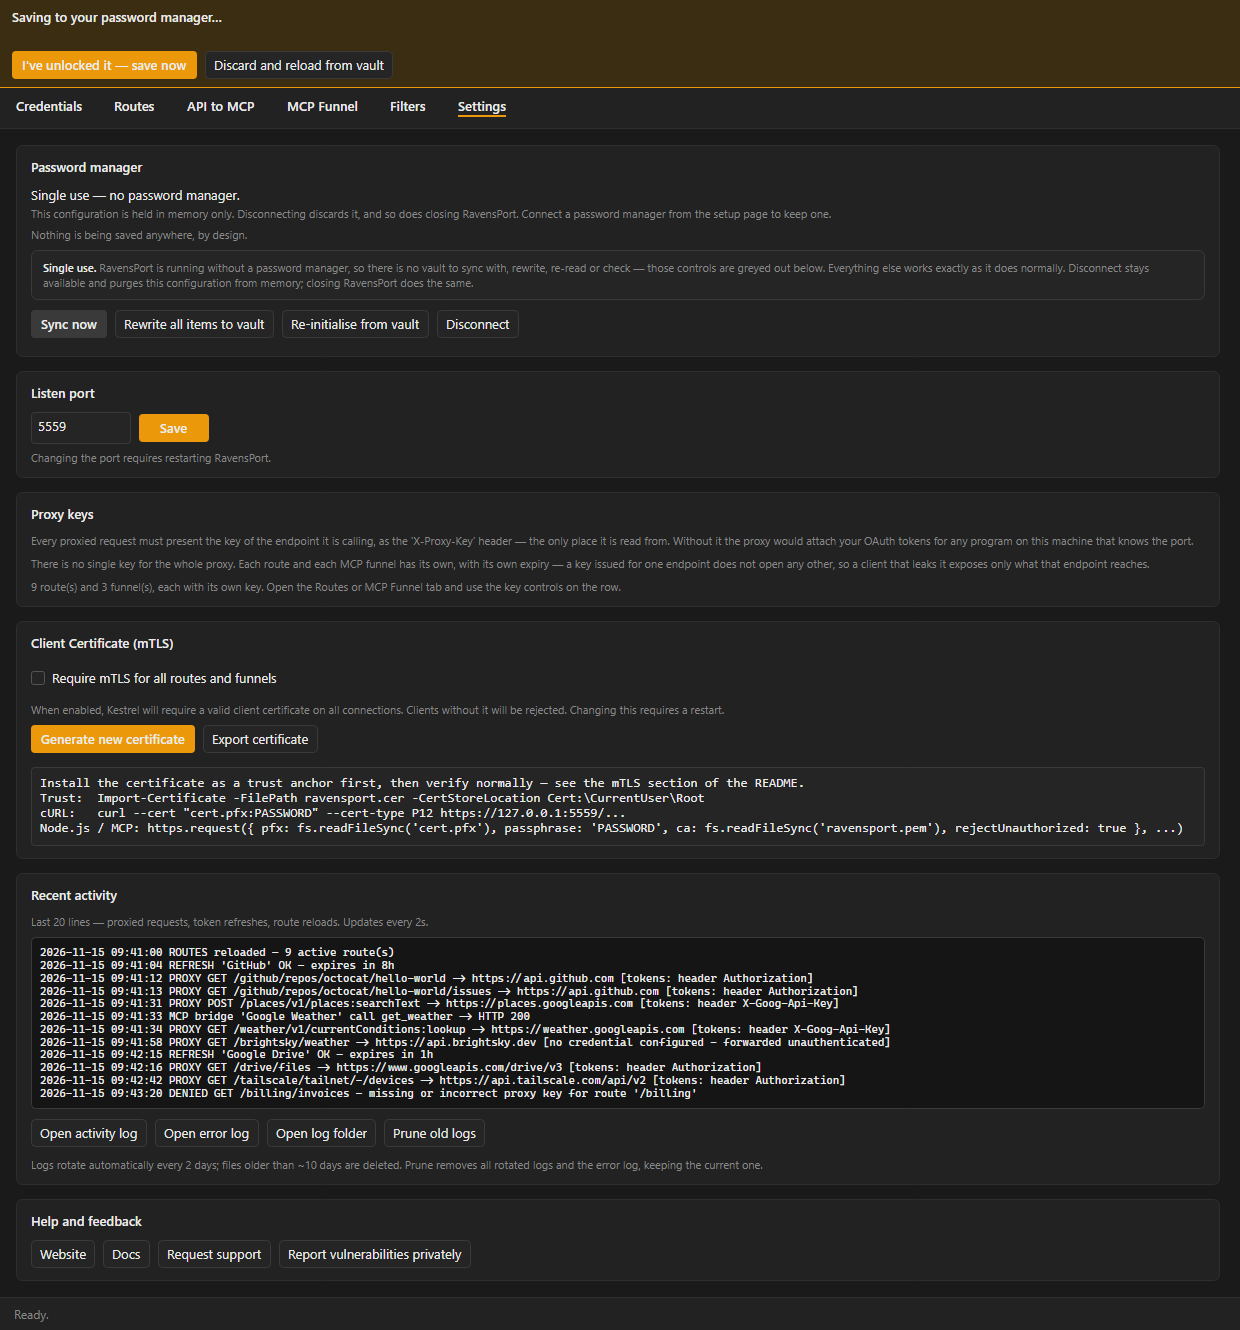 Saving to your password manager...
I've unlocked it — save now
Discard and reload from vault
Credentials
Routes
API to MCP
MCP Funnel
Filters
Settings
Password manager
Single use — no password manager.
This configuration is held in memory only. Disconnecting discards it, and so does closing RavensPort. Connect a password manager from the setup page to keep one.
Nothing is being saved anywhere, by design.
Single use. RavensPort is running without a password manager, so there is no vault to sync with, rewrite, re-read or check — those controls are greyed out below. Everything else works exactly as it does normally. Disconnect stays
available and purges this configuration from memory; closing RavensPort does the same.
Sync now
Rewrite all items to vault
Re-initialise from vault
Disconnect
Listen port
5559
Save
Changing the port requires restarting RavensPort.
Proxy keys
Every proxied request must present the key of the endpoint it is calling, as the 'X-Proxy-Key' header — the only place it is read from. Without it the proxy would attach your OAuth tokens for any program on this machine that knows the port.
There is no single key for the whole proxy. Each route and each MCP funnel has its own, with its own expiry — a key issued for one endpoint does not open any other, so a client that leaks it exposes only what that endpoint reaches.
9 route(s) and 3 funnel(s), each with its own key. Open the Routes or MCP Funnel tab and use the key controls on the row.
Client Certificate (mTLS)
Require mTLS for all routes and funnels
When enabled, Kestrel will require a valid client certificate on all connections. Clients without it will be rejected. Changing this requires a restart.
Generate new certificate
Export certificate
Install the certificate as a trust anchor first, then verify normally — see the mTLS section of the README.
Trust:  Import-Certificate -FilePath ravensport.cer -CertStoreLocation Cert:\CurrentUser\Root
cURL:   curl --cert "cert.pfx:PASSWORD" --cert-type P12 https://127.0.0.1:5559/...
Node.js / MCP: https.request({ pfx: fs.readFileSync('cert.pfx'), passphrase: 'PASSWORD', ca: fs.readFileSync('ravensport.pem'), rejectUnauthorized: true }, ...)
Recent activity
Last 20 lines — proxied requests, token refreshes, route reloads. Updates every 2s.
2026-11-15 09:41:00 ROUTES reloaded — 9 active route(s)
2026-11-15 09:41:04 REFRESH 'GitHub' OK — expires in 8h
2026-11-15 09:41:12 PROXY GET /github/repos/octocat/hello-world -> https://api.github.com [tokens: header Authorization]
2026-11-15 09:41:13 PROXY GET /github/repos/octocat/hello-world/issues -> https://api.github.com [tokens: header Authorization]
2026-11-15 09:41:31 PROXY POST /places/v1/places:searchText -> https://places.googleapis.com [tokens: header X-Goog-Api-Key]
2026-11-15 09:41:33 MCP bridge 'Google Weather' call get_weather -> HTTP 200
2026-11-15 09:41:34 PROXY GET /weather/v1/currentConditions:lookup -> https://weather.googleapis.com [tokens: header X-Goog-Api-Key]
2026-11-15 09:41:58 PROXY GET /brightsky/weather -> https://api.brightsky.dev [no credential configured — forwarded unauthenticated]
2026-11-15 09:42:15 REFRESH 'Google Drive' OK — expires in 1h
2026-11-15 09:42:16 PROXY GET /drive/files -> https://www.googleapis.com/drive/v3 [tokens: header Authorization]
2026-11-15 09:42:42 PROXY GET /tailscale/tailnet/-/devices -> https://api.tailscale.com/api/v2 [tokens: header Authorization]
2026-11-15 09:43:20 DENIED GET /billing/invoices — missing or incorrect proxy key for route '/billing'
Open activity log
Open error log
Open log folder
Prune old logs
Logs rotate automatically every 2 days; files older than ~10 days are deleted. Prune removes all rotated logs and the error log, keeping the current one.
Help and feedback
Website
Docs
Request support
Report vulnerabilities privately
Ready.